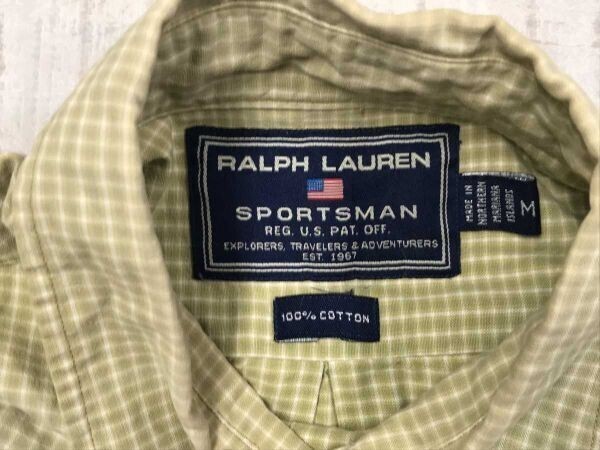 RALPH LAUREN
SPORTSMAN
REG. U.S. PAT. OFF.
EXPLORERS, TRAVELERS & ADVENTURERS
EST. 1967
MADE IN
NORTHERN
MARIANA
ISLANDS
M
100% COTTON